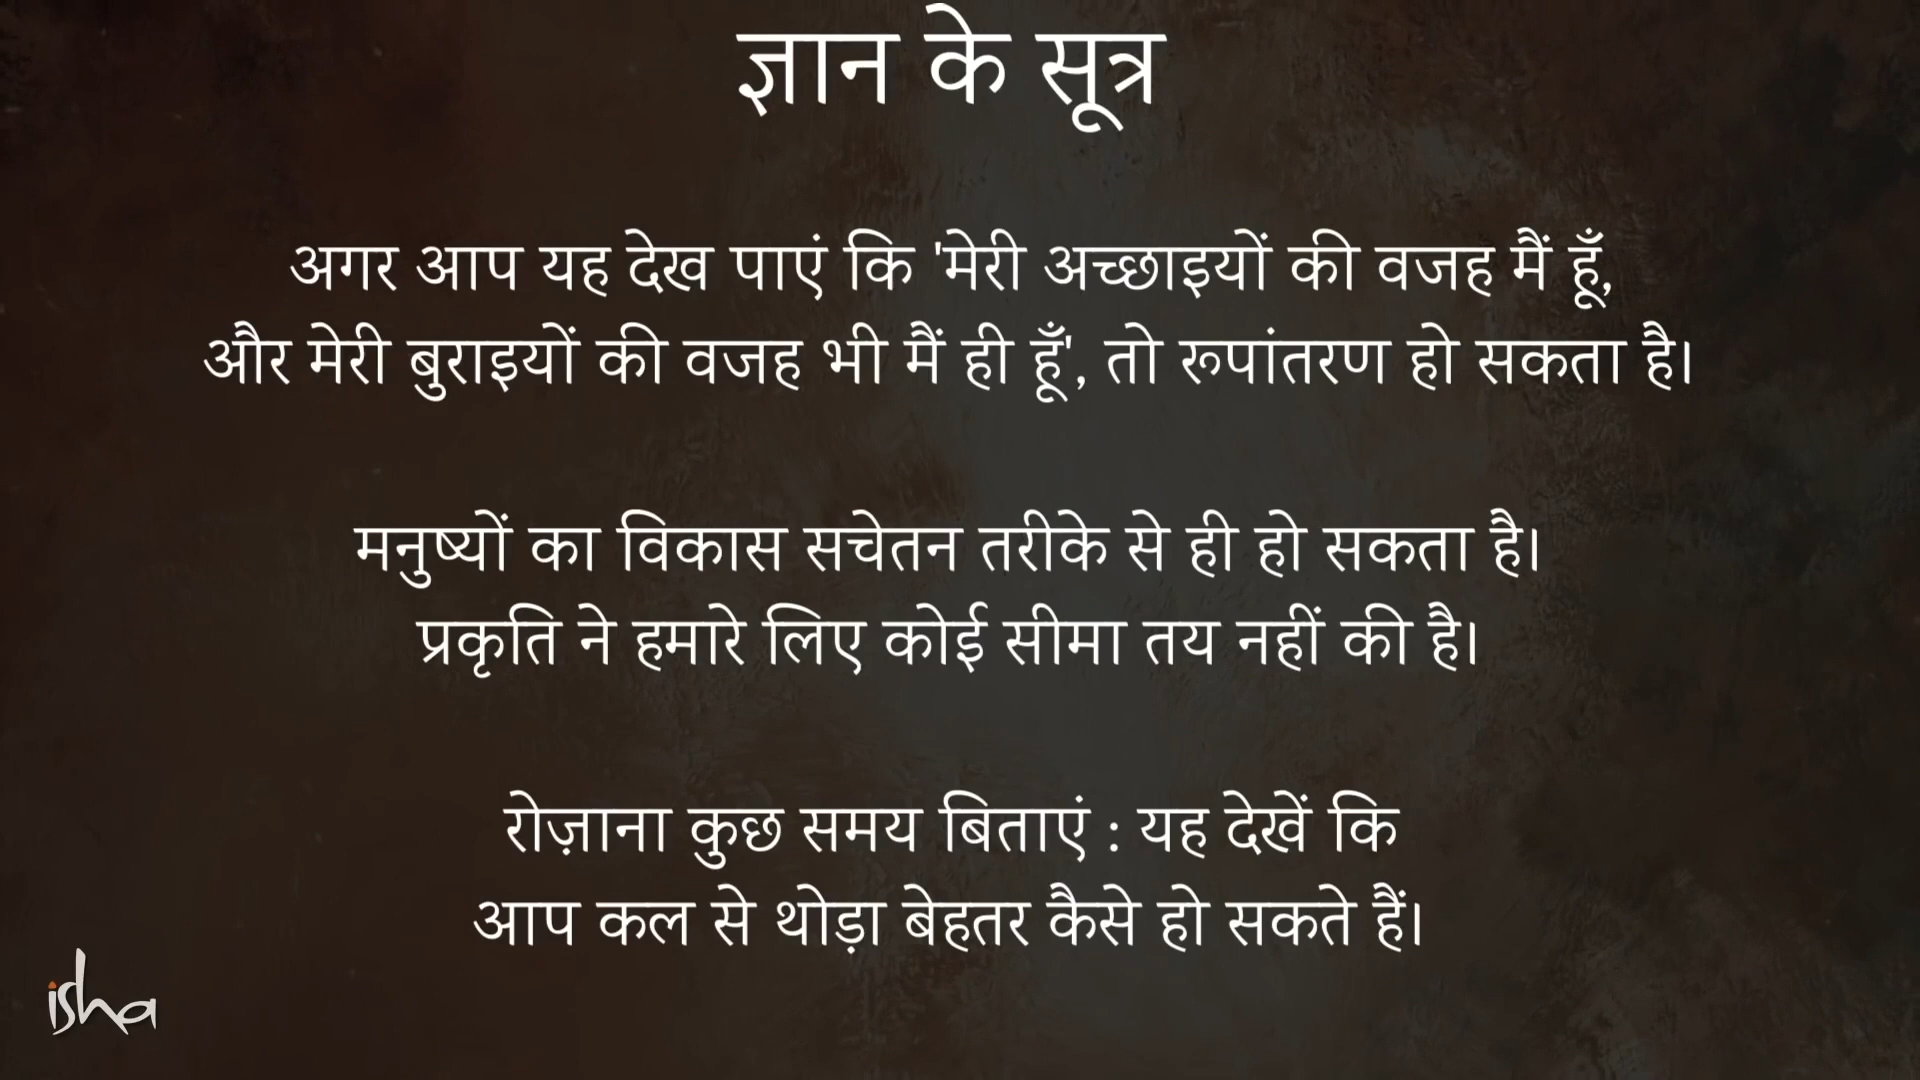 ज्ञान के सूत्र
अगर आप यह देख पाएं कि 'मेरी अच्छाइयों की वजह मैं हूँ,
और मेरी बुराइयों की वजह भी मैं ही हूँ', तो रुपांतरण हो सकता है।
मनुष्यों का विकास सचेतन तरीके से ही हो सकता है।
प्रकृति ने हमारे लिए कोई सीमा तय नहीं की है।
रोज़ाना कुछ समय बिताएं : यह देखें कि
आप कल से थोड़ा बेहतर कैसे हो सकते हैं।
isha